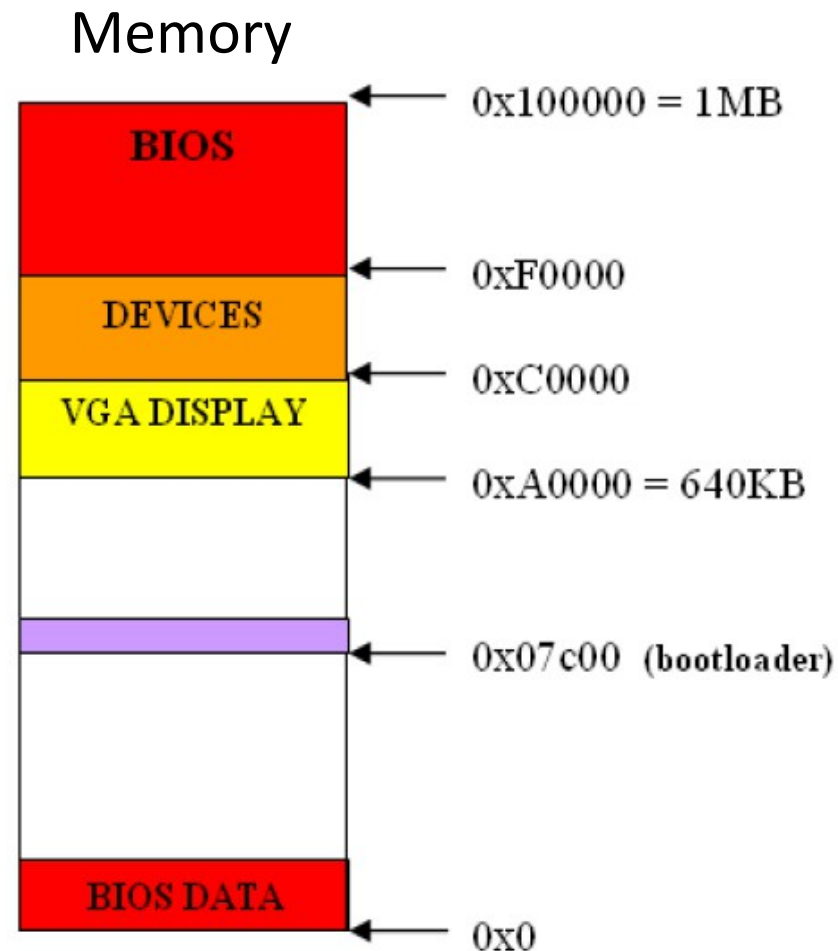 Memory
0x100000 = 1MB
BIOS
0xF0000
DEVICES
0xC0000
VGA DISPLAY
0xA0000 = 640KB
0x07c00 (bootloader)
BIOS DATA
0x0